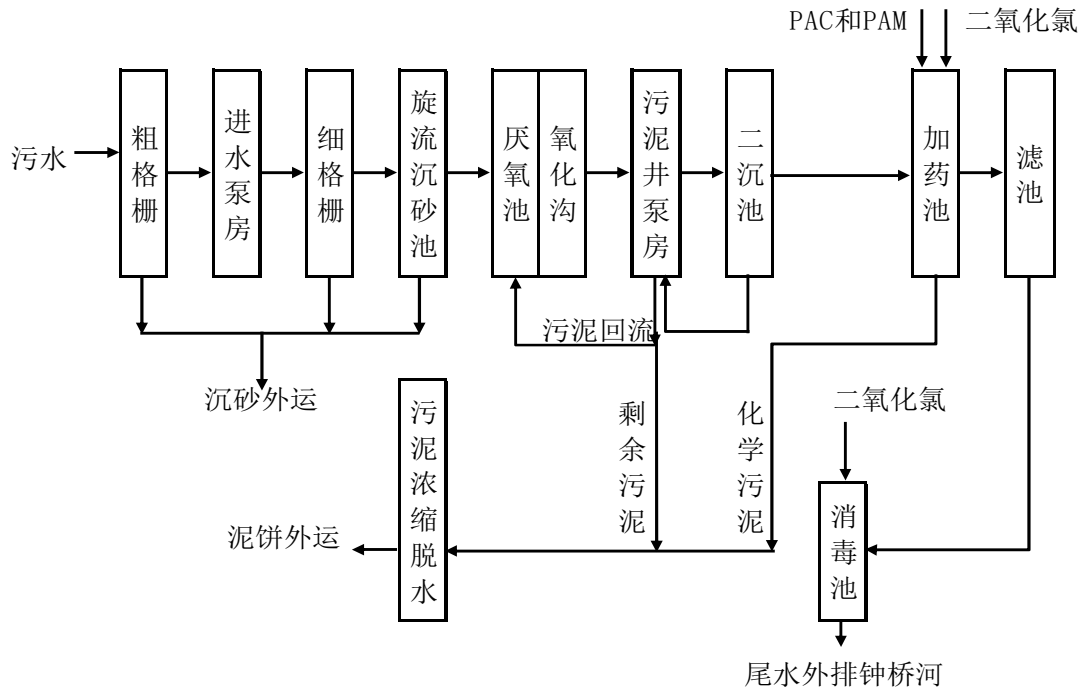 PAC和PAM
二氧化氯
污水
粗格栅
进水泵房
细格栅
旋流沉砂池
厌氧池
氧化沟
污泥井泵房
二沉池
加药池
滤池
污泥回流
沉砂外运
污泥浓缩脱水
剩余污泥
化学污泥
二氧化氯
泥饼外运
消毒池
尾水外排钟桥河